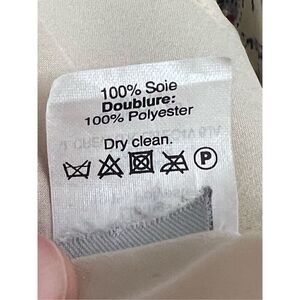 100% Soie
Doublure:
100% Polyester
Dry clean.
P